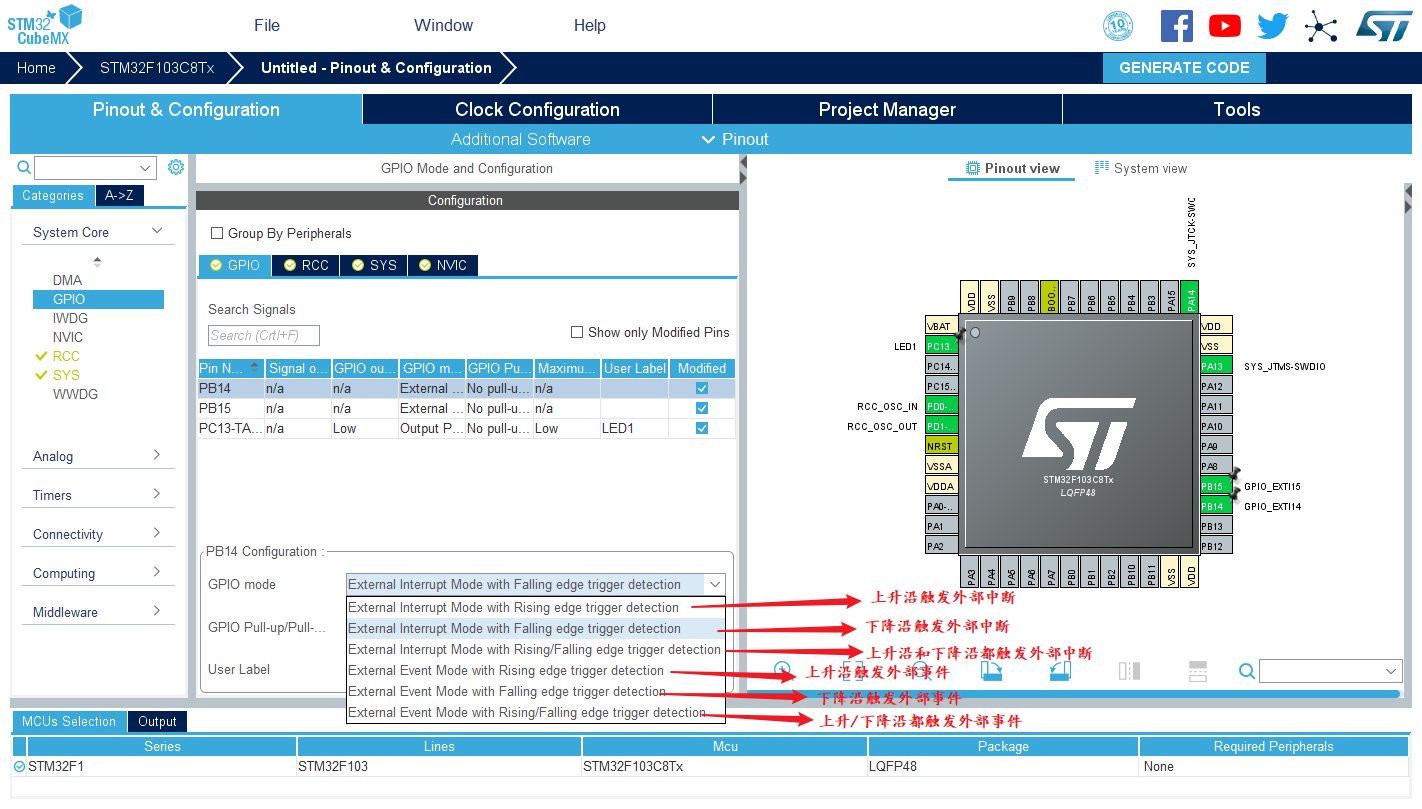 STM32
CubeMX
File Window Help
Home STM32F103C8Tx Untitled - Pinout & Configuration GENERATE CODE
Pinout & Configuration Clock Configuration Project Manager Tools
Additional Software Pinout
GPIO Mode and Configuration
Pinout view System view
Categories A->Z
Configuration
System Core
Group By Peripherals
GPIO RCC SYS NVIC
DMA
GPIO
IWDG
NVIC
RCC
SYS
WWDG
Analog
Timers
Connectivity
Computing
Middleware
Search Signals
Search (CrtI+F)
Show only Modified Pins
Pin N... Signal o... GPIO ou... GPIO m... GPIO Pu... Maximu... User Label Modified
PB14 n/a n/a External ... No pull-u... n/a
PB15 n/a n/a External ... No pull-u... n/a
PC13-TA... n/a Low Output P... No pull-u... Low LED1
PB14 Configuration :
GPIO mode External Interrupt Mode with Falling edge trigger detection
External Interrupt Mode with Rising edge trigger detection 上升沿触发外部中断
GPIO Pull-up/Pull-... External Interrupt Mode with Falling edge trigger detection 下降沿触发外部中断
External Interrupt Mode with Rising/Falling edge trigger detection 上升沿和下降沿都触发外部中断
User Label External Event Mode with Rising edge trigger detection 上升沿触发外部事件
External Event Mode with Falling edge trigger detection 下降沿触发外部事件
External Event Mode with Rising/Falling edge trigger detection 上升/下降沿都触发外部事件
SYS_JTCK-SWC
VDD VSS PB9 PB8 BOO.. PB7 PB6 PB5 PB4 PB3 PA15 PA14
VBAT VDD
LED1 PC13.. VSS
PC14.. PA13 SYS_JTMS-SWDIO
PC15.. PA12
RCC_OSC_IN PD0-.. PA11
RCC_OSC_OUT PD1-.. PA10
NRST PA9
VSSA PA8
VDDA PB15 GPIO_EXTI15
PA0-.. PB14 GPIO_EXTI14
PA1 PB13
PA2 PB12
STM32F103C8Tx
LQFP48
PA3 PA4 PA5 PA6 PA7 PB0 PB1 PB2 PB10 PB11 VSS VDD
MCUs Selection Output
Series Lines Mcu Package Required Peripherals
STM32F1 STM32F103 STM32F103C8Tx LQFP48 None